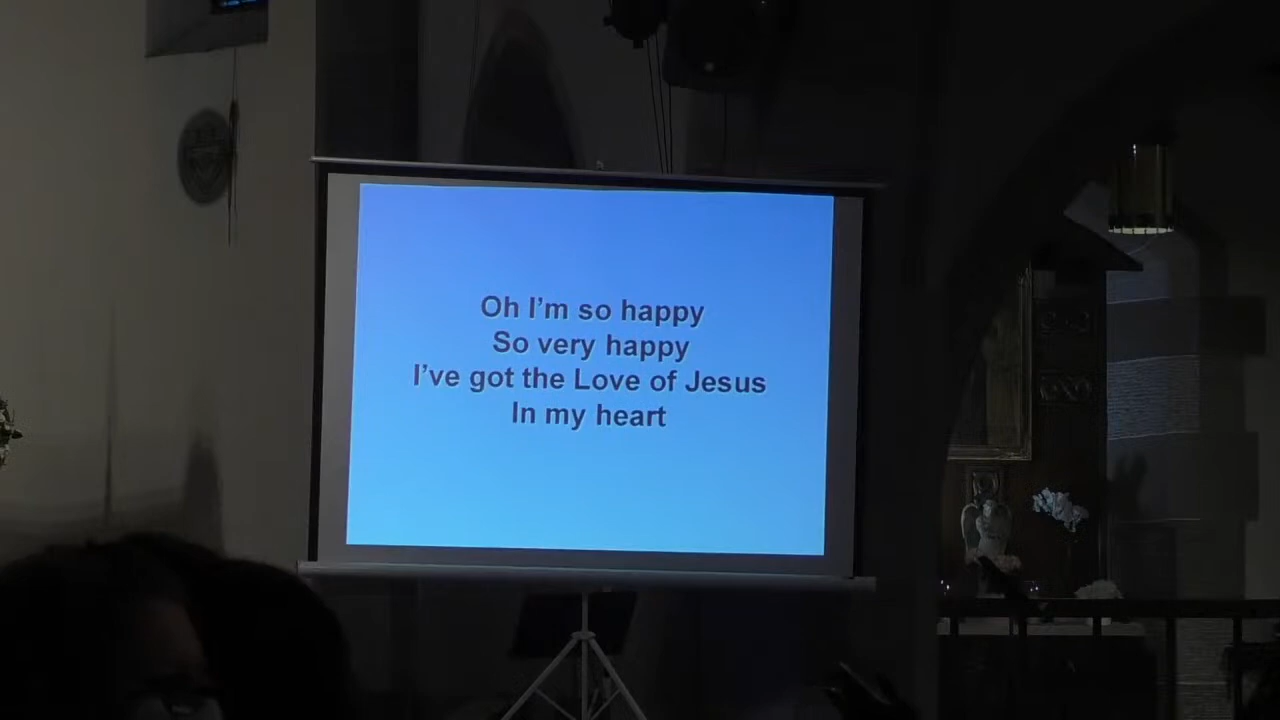 Oh I’m so happy
So very happy
I’ve got the Love of Jesus
In my heart